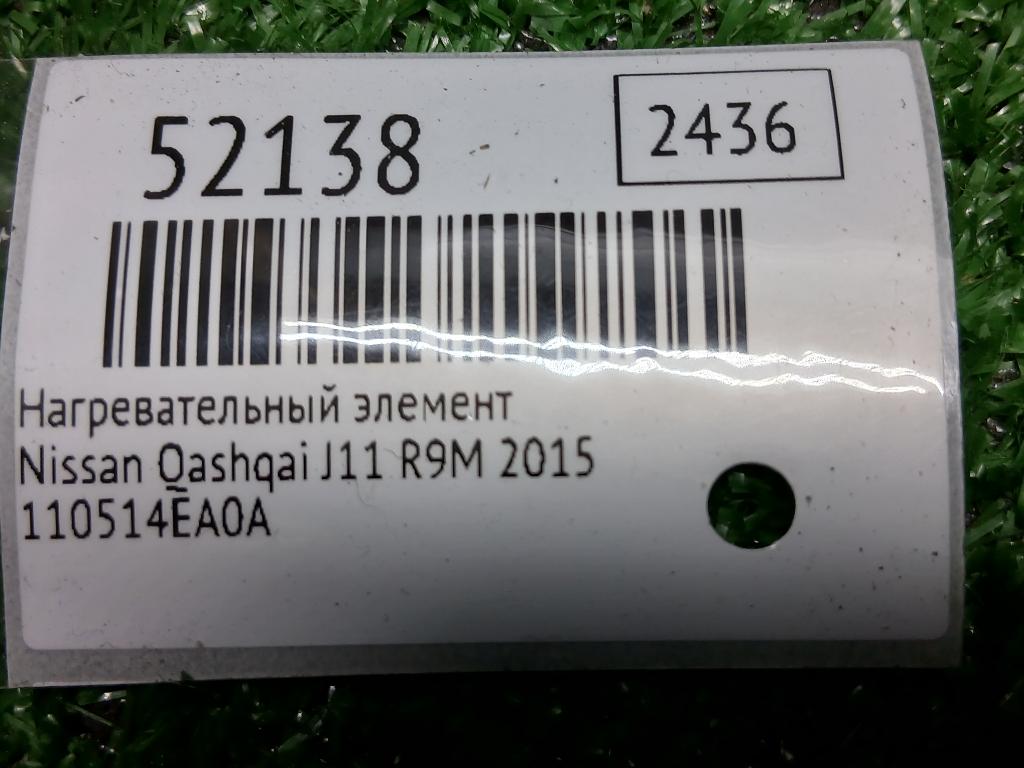 52138
2436
Нагревательный элемент
Nissan Qashqai J11 R9M 2015
110514EA0A